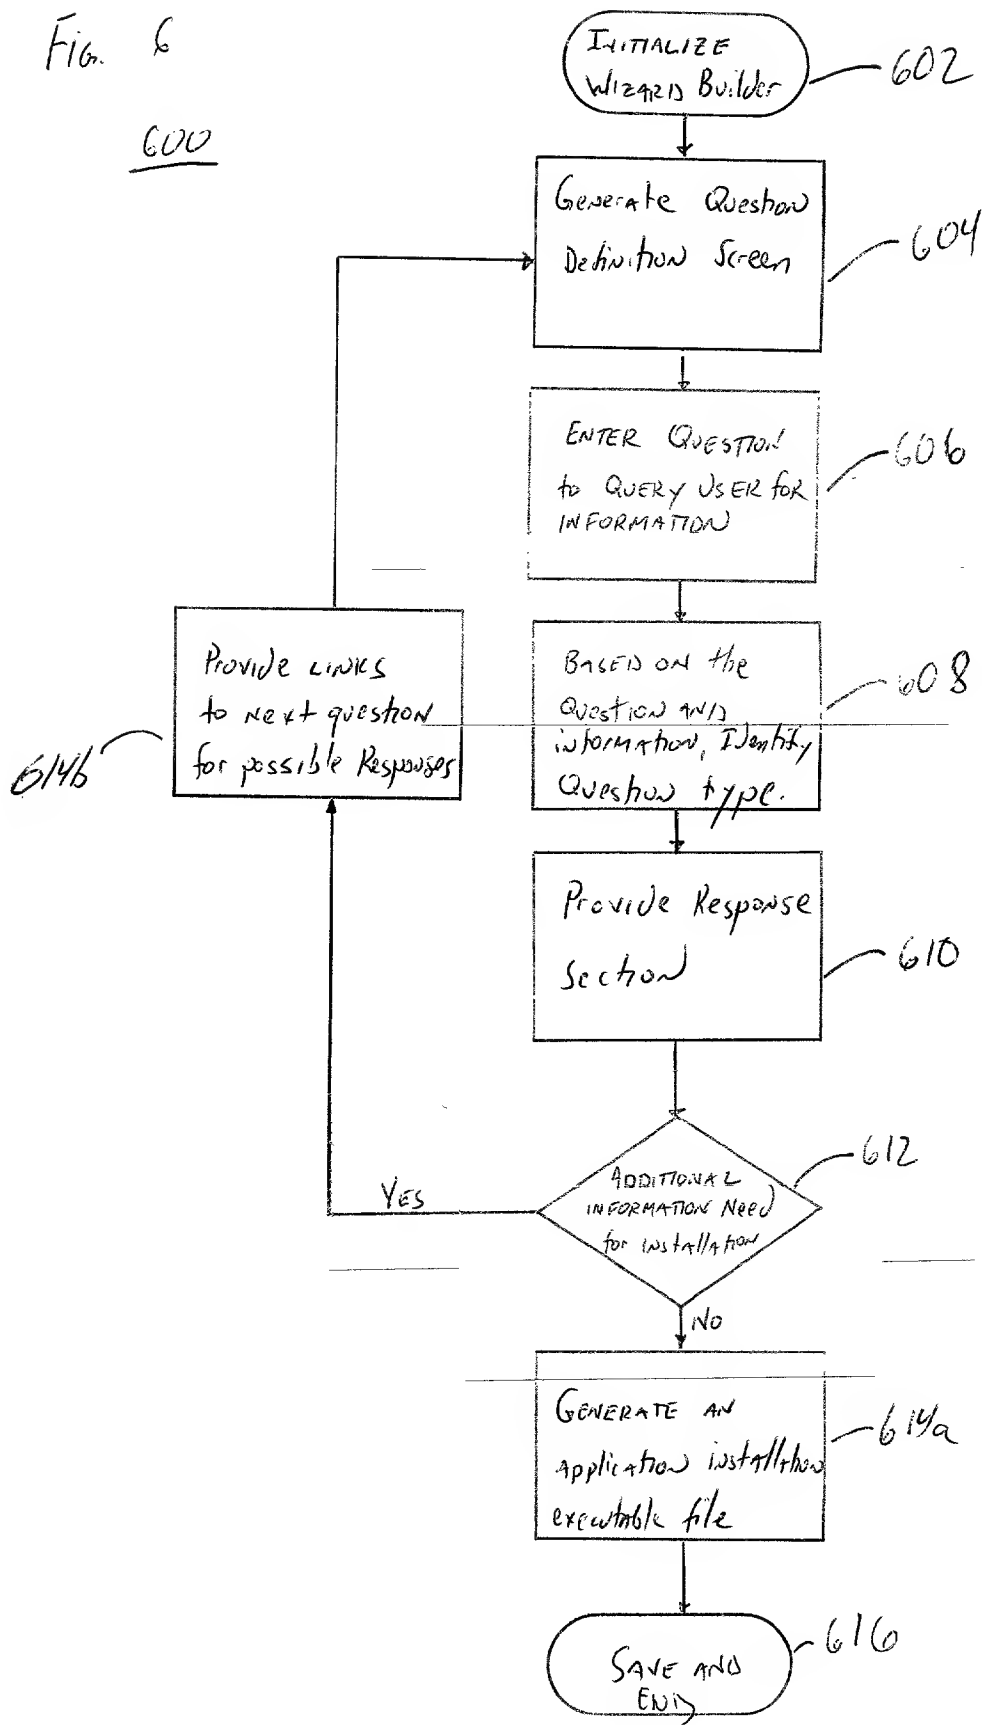 Fig. 6
600
INITIALIZE
WIZARD Builder
602
Generate Question
Definition Screen
604
ENTER QUESTION
to QUERY USER for
INFORMATION
606
BASED ON the
Question AND
information, Identify
Question type.
608
Provide LINKS
to next question
for possible Responses
614b
Provide Response
Section
610
ADDITIONAL
INFORMATION Need
for installation
612
YES
NO
GENERATE AN
Application installation
executable file
614a
SAVE AND
END
616